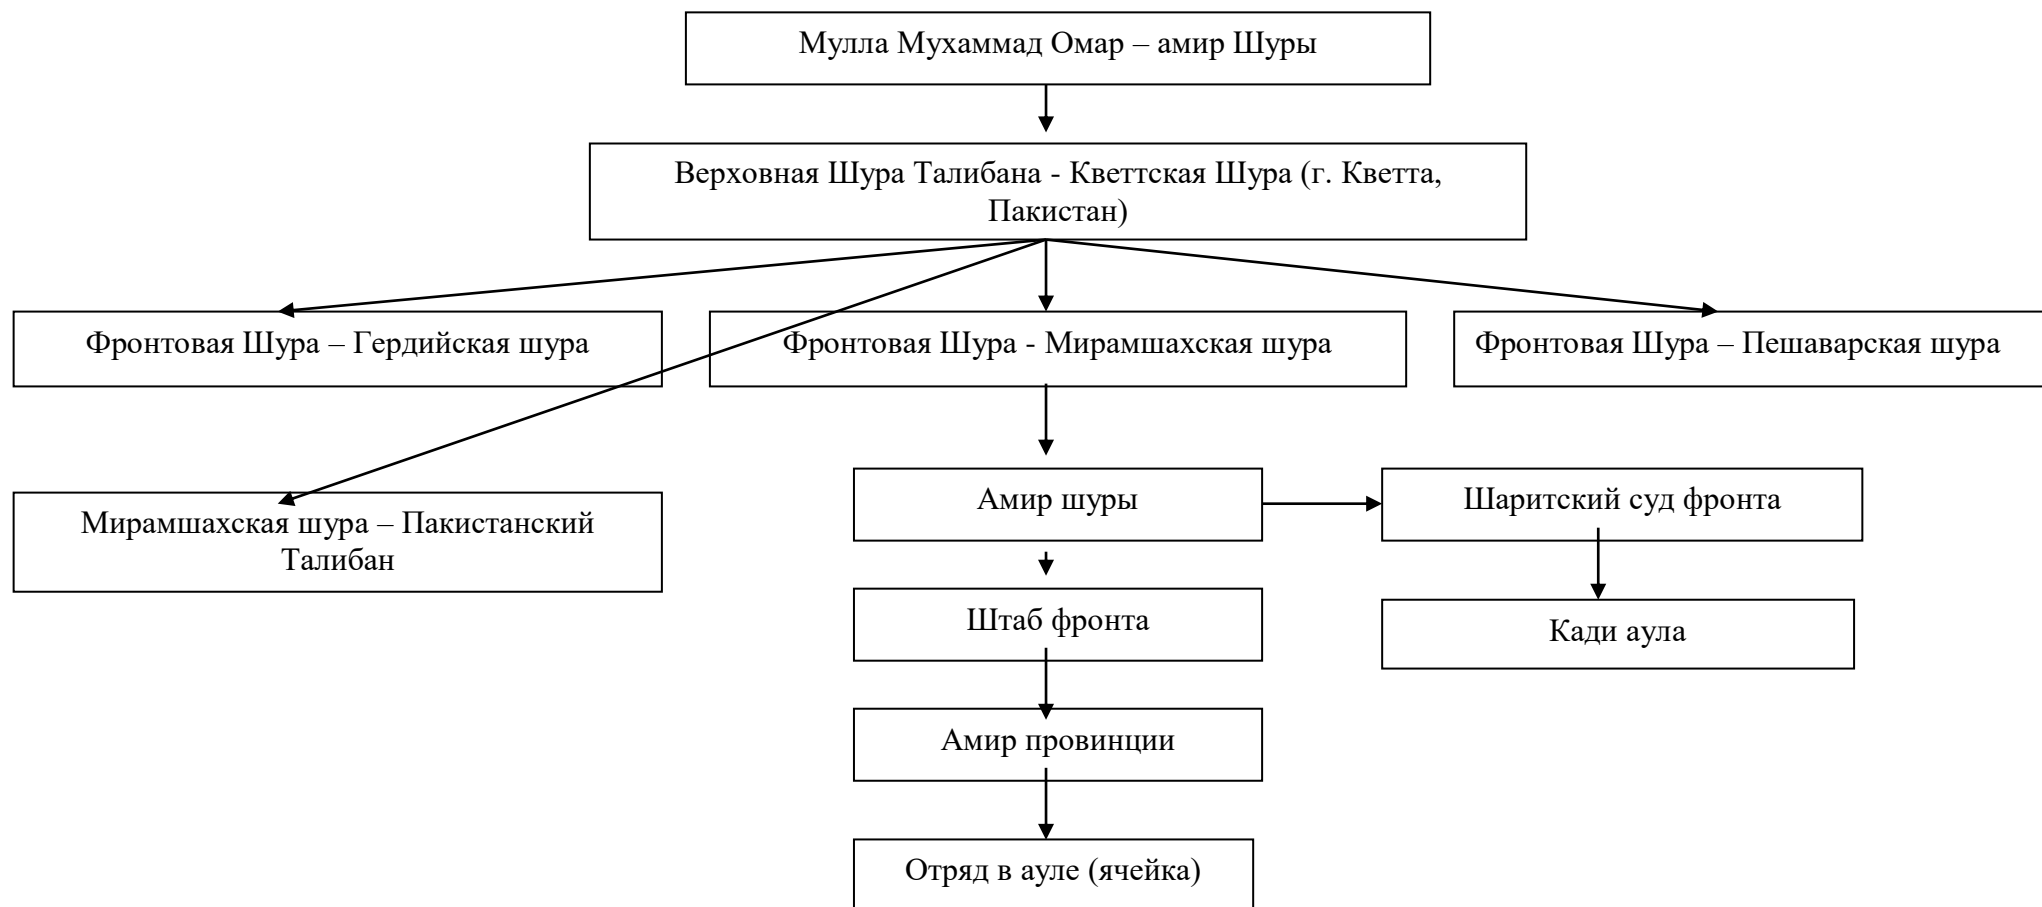 Мулла Мухаммад Омар – амир Шуры
Верховная Шура Талибана - Кветтская Шура (г. Кветта,
Пакистан)
Фронтовая Шура – Гердийская шура
Фронтовая Шура - Мирамшахская шура
Фронтовая Шура – Пешаварская шура
Мирамшахская шура – Пакистанский
Талибан
Амир шуры
Шаритский суд фронта
Штаб фронта
Кади аула
Амир провинции
Отряд в ауле (ячейка)